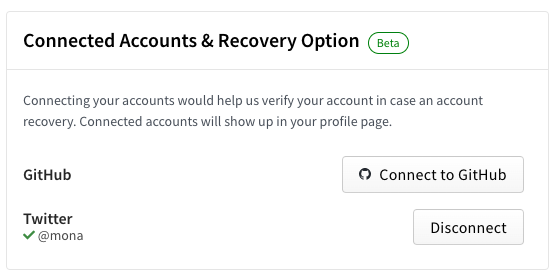 Connected Accounts & Recovery Option Beta
Connecting your accounts would help us verify your account in case an account
recovery. Connected accounts will show up in your profile page.
GitHub Connect to GitHub
Twitter
@mona Disconnect